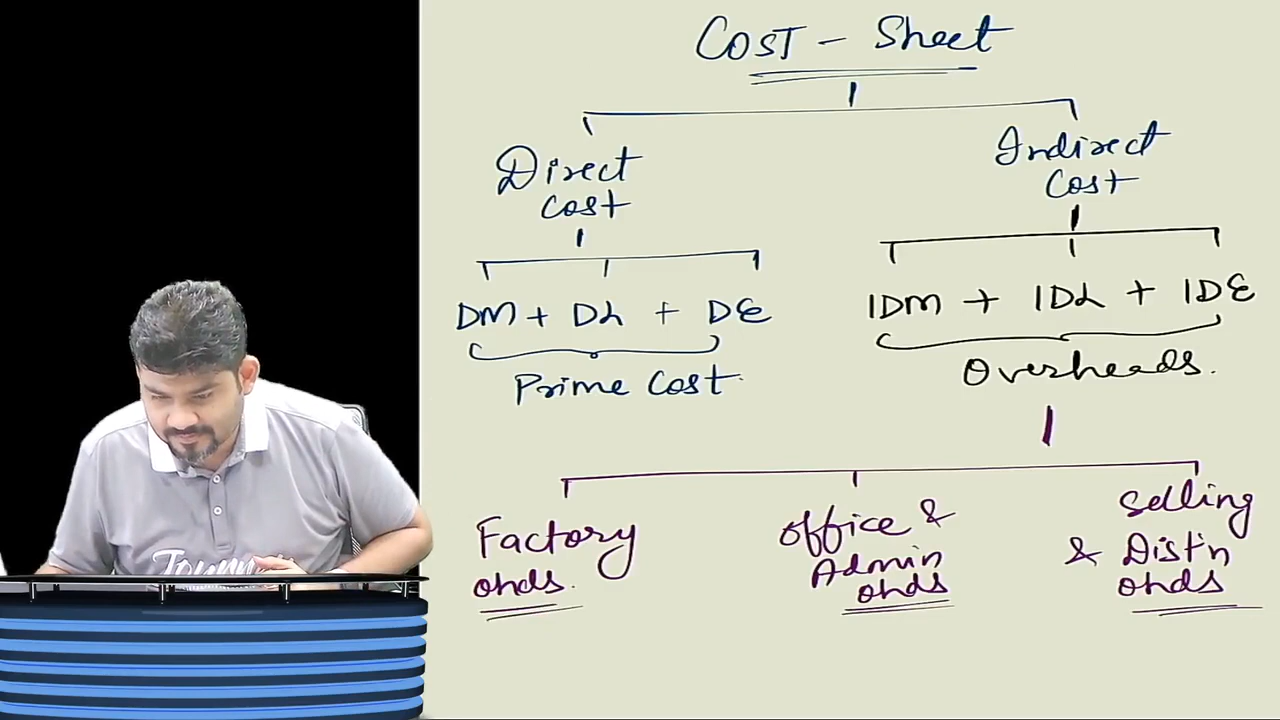 Cost - Sheet
Direct
Cost
Indirect
Cost
DM + DL + DE
Prime Cost.
IDM + IDL + IDE
Overheads.
Factory
ohds.
office &
Admin
ohds
Selling
& Dist'n
ohds